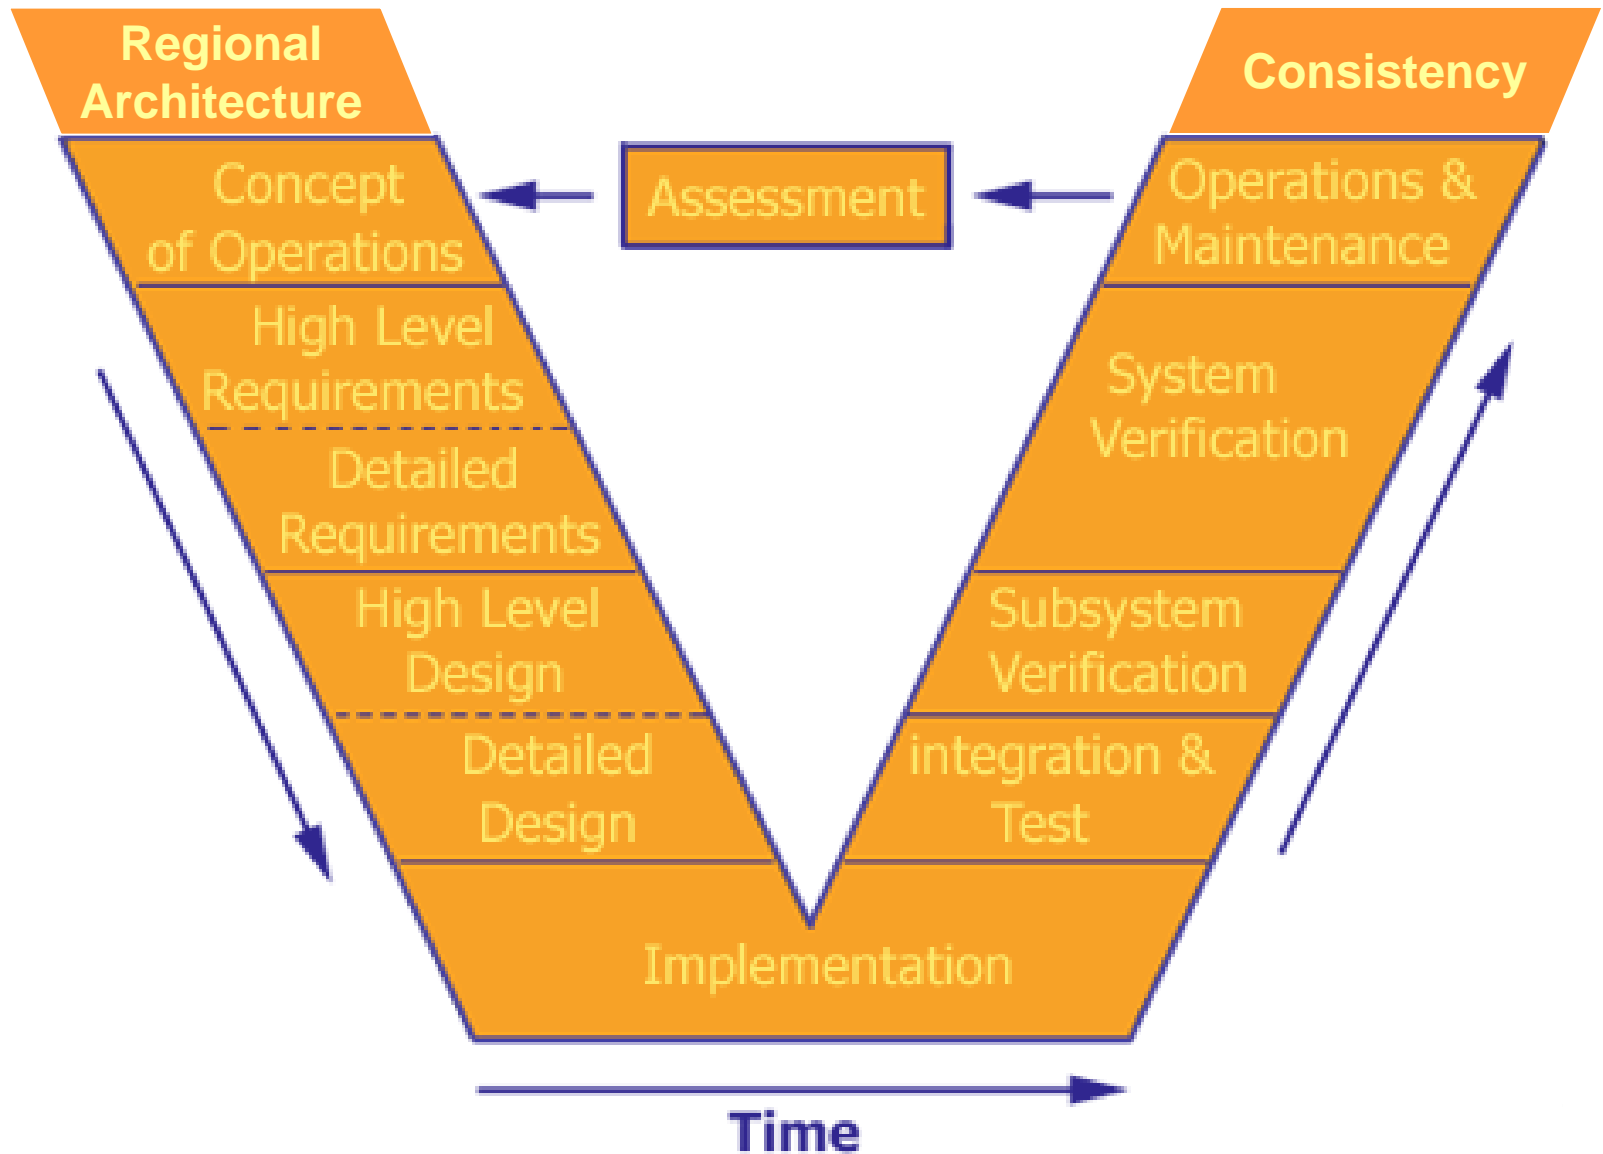 Regional
Architecture
Consistency
Concept
of Operations
Assessment
Operations &
Maintenance
High Level
Requirements
System
Verification
Detailed
Requirements
High Level
Design
Subsystem
Verification
Detailed
Design
integration &
Test
Implementation
Time